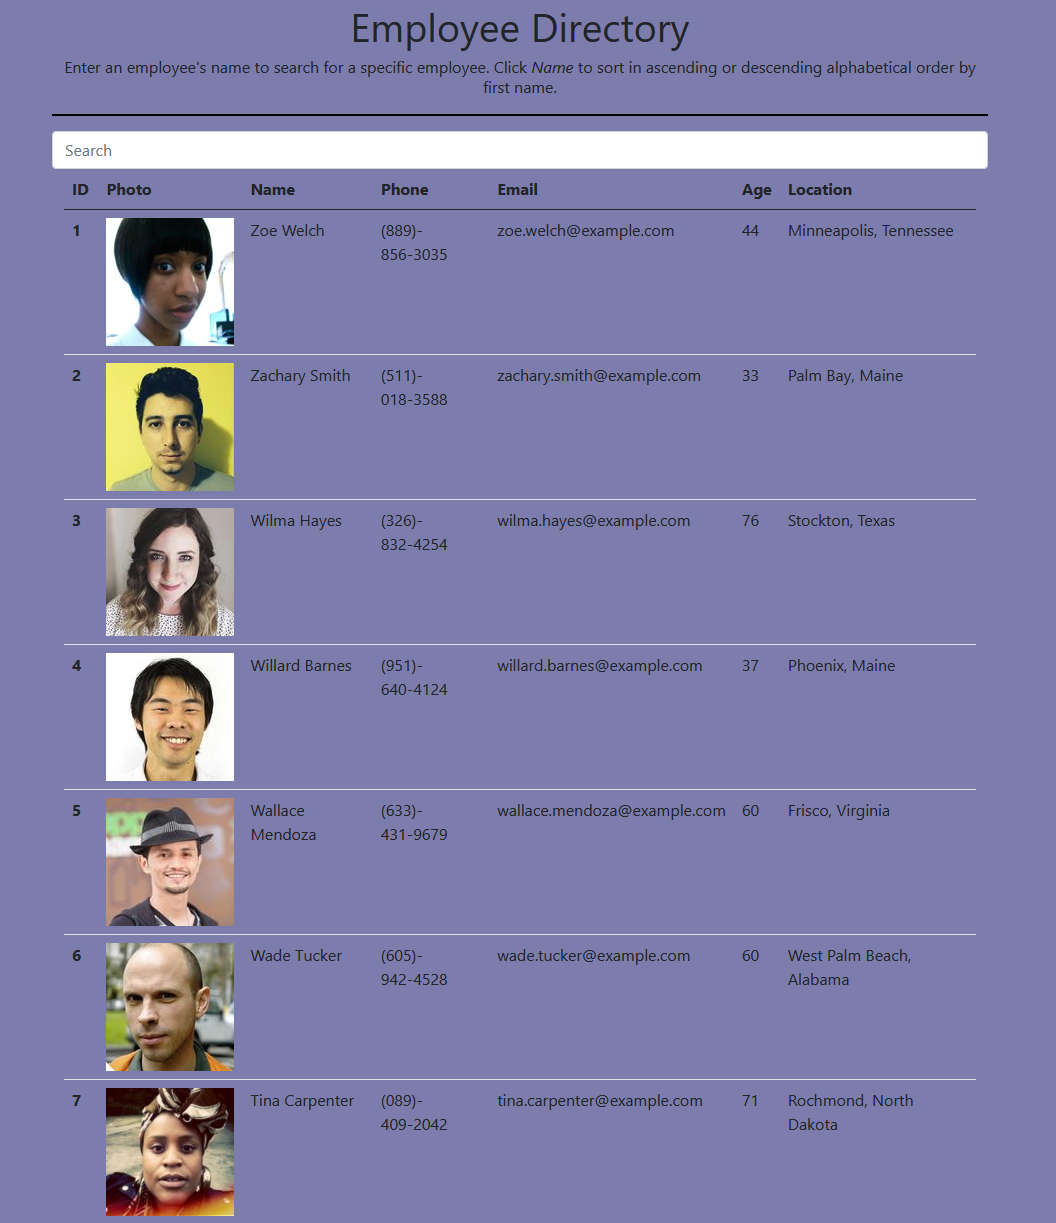 Employee Directory
Enter an employee's name to search for a specific employee. Click Name to sort in ascending or descending alphabetical order by
first name.
Search
ID Photo Name Phone Email Age Location
1 Zoe Welch (889)- zoe.welch@example.com 44 Minneapolis, Tennessee
856-3035
2 Zachary Smith (511)- zachary.smith@example.com 33 Palm Bay, Maine
018-3588
3 Wilma Hayes (326)- wilma.hayes@example.com 76 Stockton, Texas
832-4254
4 Willard Barnes (951)- willard.barnes@example.com 37 Phoenix, Maine
640-4124
5 Wallace (633)- wallace.mendoza@example.com 60 Frisco, Virginia
Mendoza 431-9679
6 Wade Tucker (605)- wade.tucker@example.com 60 West Palm Beach,
942-4528 Alabama
7 Tina Carpenter (089)- tina.carpenter@example.com 71 Rochmond, North
409-2042 Dakota